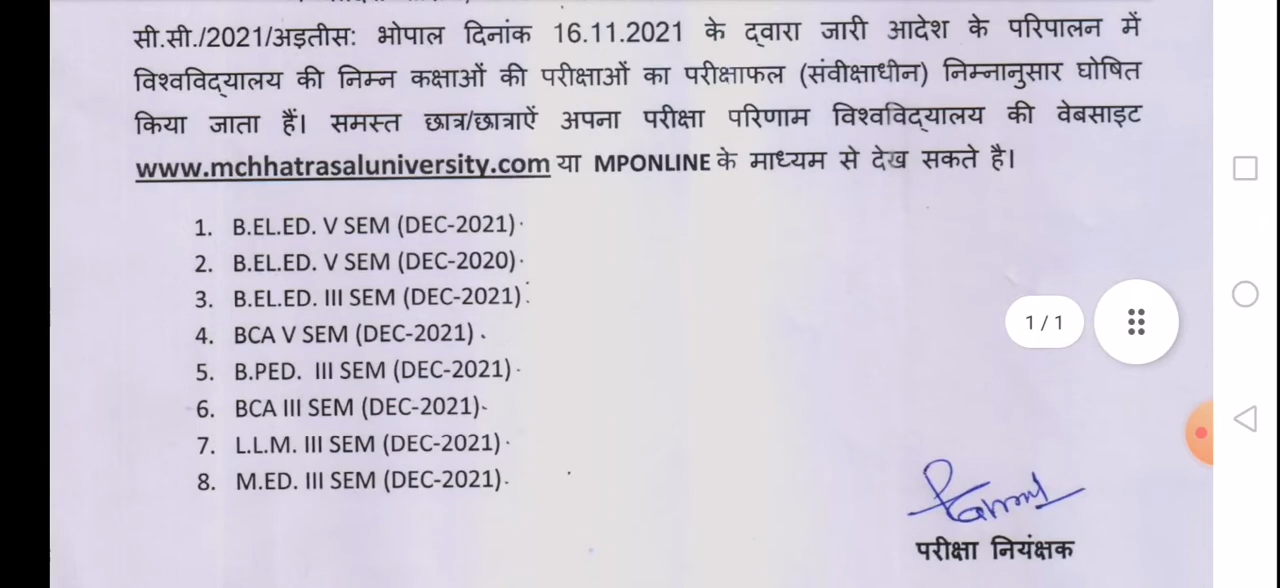 सी.सी./2021/अइतीस: भोपाल दिनांक 16.11.2021 के द्वारा जारी आदेश के परिपालन में
विश्वविद्यालय की निम्न कक्षाओं की परीक्षाओं का परीक्षाफल (संवीक्षाधीन) निम्नानुसार घोषित
किया जाता हैं। समस्त छात्र/छात्राऐं अपना परीक्षा परिणाम विश्वविद्यालय की वेबसाइट
www.mchhatrasaluniversity.com या MPONLINE के माध्यम से देख सकते है।
1. B.EL.ED. V SEM (DEC-2021)
2. B.EL.ED. V SEM (DEC-2020)
3. B.EL.ED. III SEM (DEC-2021)
4. BCA V SEM (DEC-2021)
5. B.PED. III SEM (DEC-2021)
6. BCA III SEM (DEC-2021)
7. L.L.M. III SEM (DEC-2021)
8. M.ED. III SEM (DEC-2021)
1 / 1
परीक्षा नियंक्षक